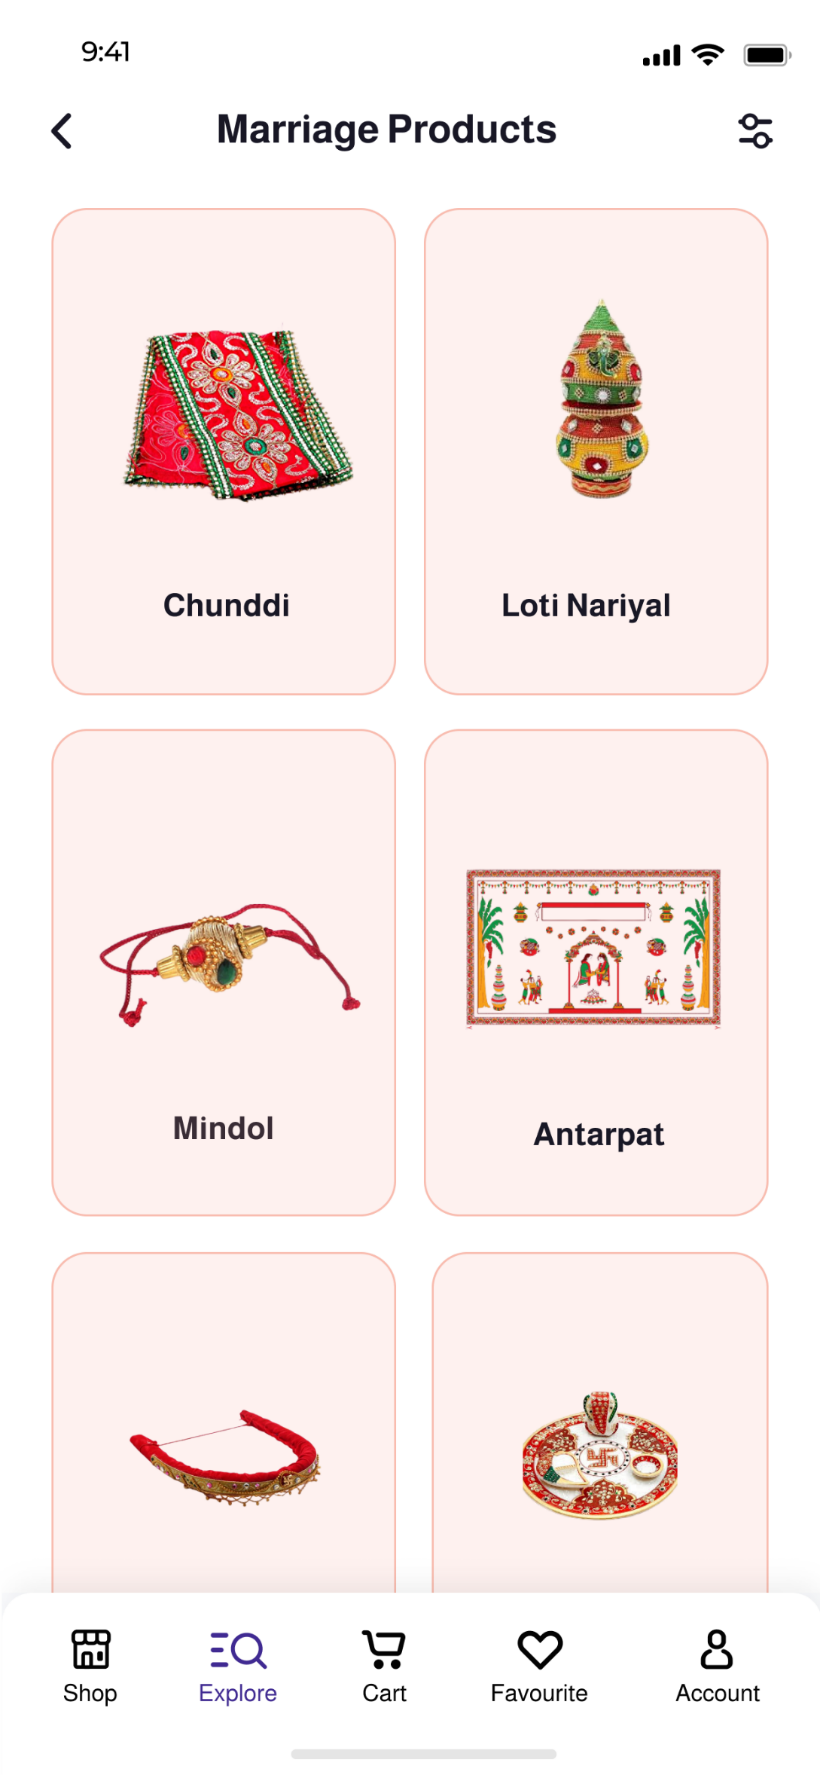 9:41
Marriage Products
Chunddi
Loti Nariyal
Mindol
Antarpat
Shop
Explore
Cart
Favourite
Account